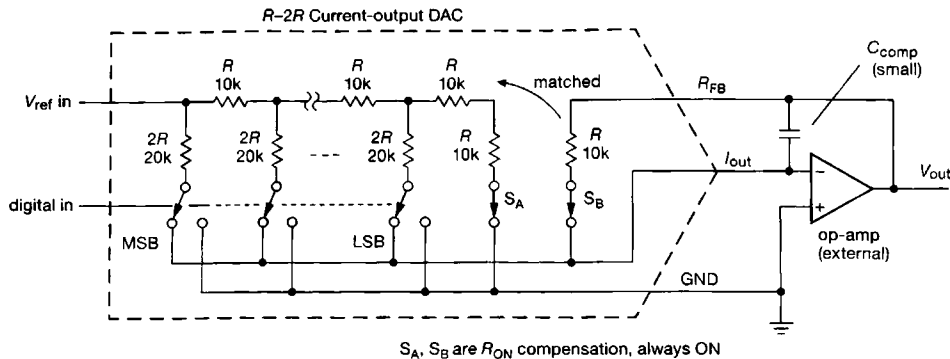 R–2R Current-output DAC
R
10k
R
10k
R
10k
matched
R_FB
C_comp
(small)
V_ref in
2R
20k
2R
20k
2R
20k
R
10k
R
10k
I_out
−
V_out
S_A
S_B
digital in
+
MSB
LSB
op-amp
(external)
GND
S_A, S_B are R_ON compensation, always ON